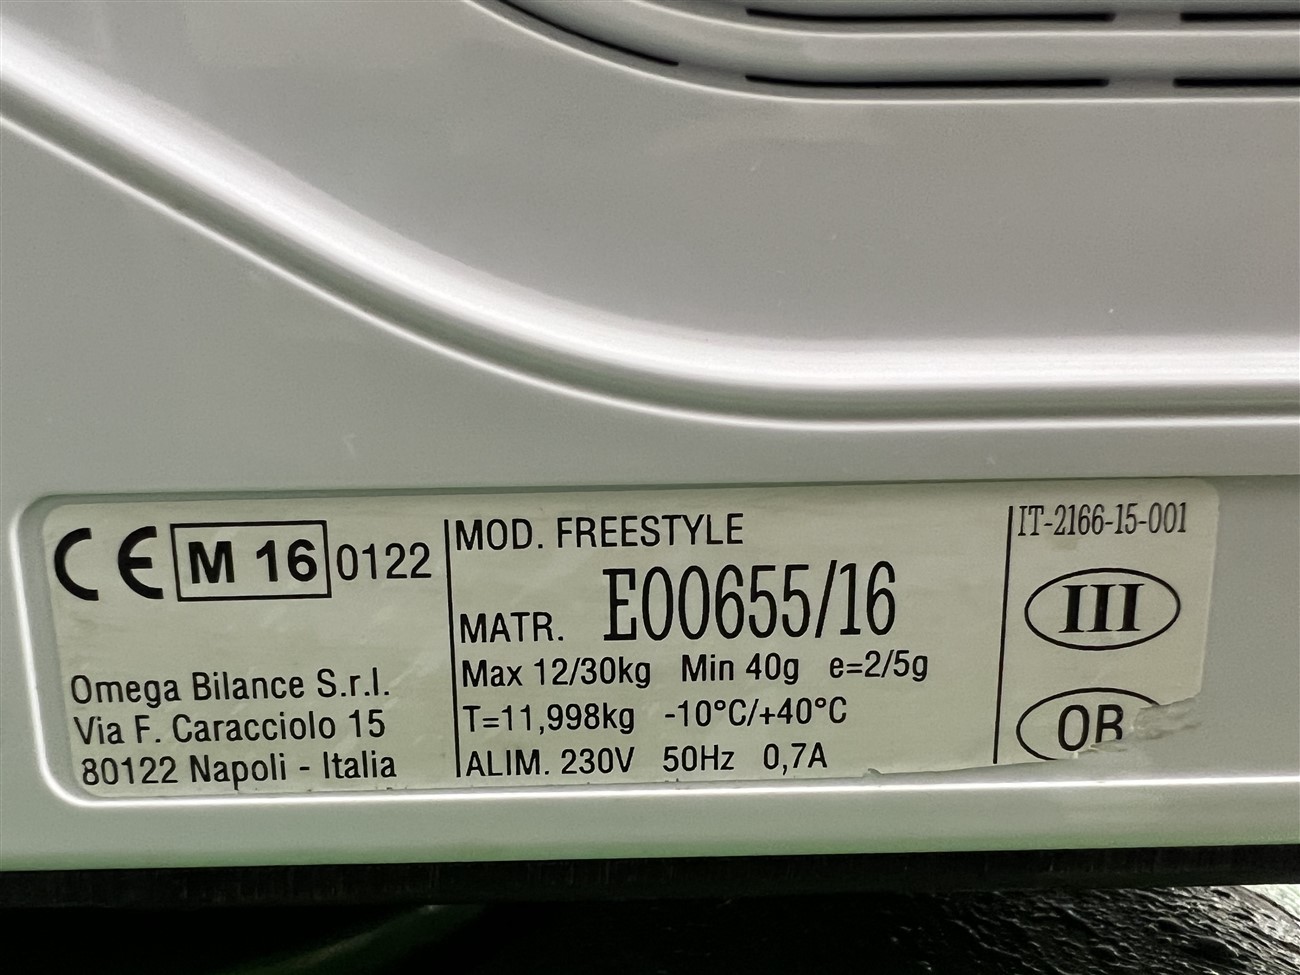 CE M 16 0122
Omega Bilance S.r.l.
Via F. Caracciolo 15
80122 Napoli - Italia
MOD. FREESTYLE
MATR. E00655/16
Max 12/30kg Min 40g e=2/5g
T=11,998kg -10°C/+40°C
ALIM. 230V 50Hz 0,7A
IT-2166-15-001
III